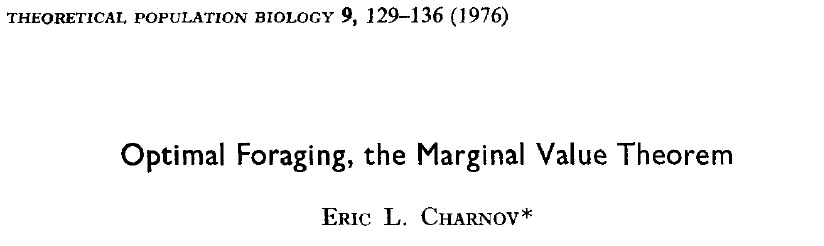 THEORETICAL POPULATION BIOLOGY 9, 129–136 (1976)
Optimal Foraging, the Marginal Value Theorem
ERIC L. CHARNOV*